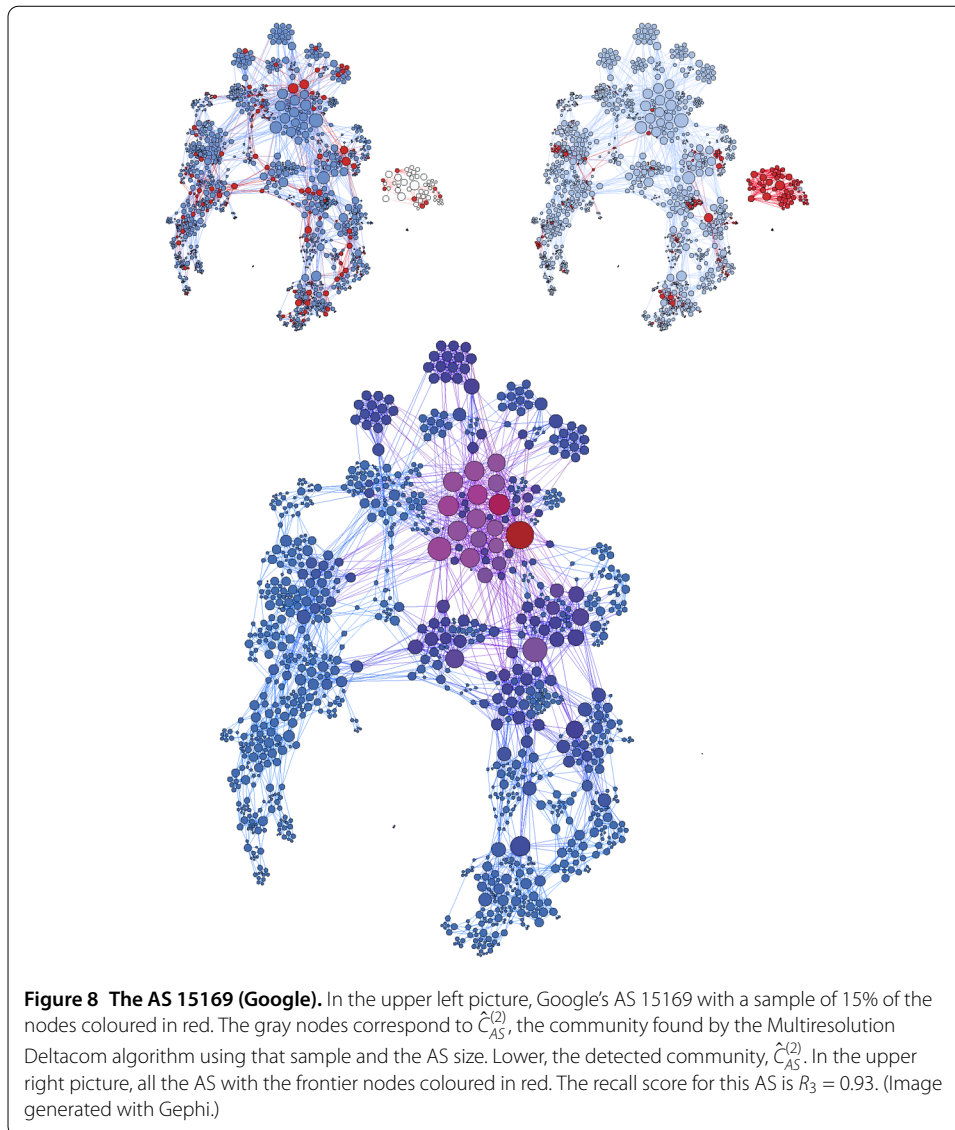 Figure 8 The AS 15169 (Google). In the upper left picture, Google's AS 15169 with a sample of 15% of the
nodes coloured in red. The gray nodes correspond to Ĉ_{AS}^{(2)}, the community found by the Multiresolution
Deltacom algorithm using that sample and the AS size. Lower, the detected community, Ĉ_{AS}^{(2)}. In the upper
right picture, all the AS with the frontier nodes coloured in red. The recall score for this AS is R₃ = 0.93. (Image
generated with Gephi.)